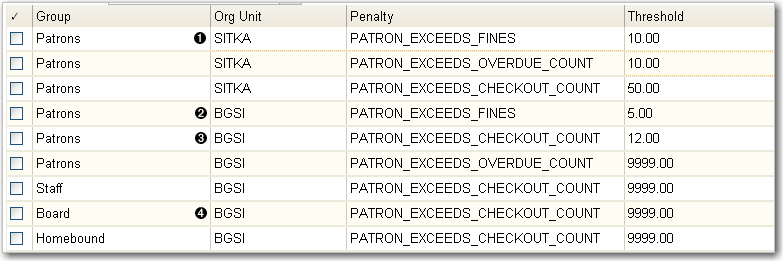 ✓ Group Org Unit Penalty Threshold
Patrons ❶ SITKA PATRON_EXCEEDS_FINES 10.00
Patrons SITKA PATRON_EXCEEDS_OVERDUE_COUNT 10.00
Patrons SITKA PATRON_EXCEEDS_CHECKOUT_COUNT 50.00
Patrons ❷ BGSI PATRON_EXCEEDS_FINES 5.00
Patrons ❸ BGSI PATRON_EXCEEDS_CHECKOUT_COUNT 12.00
Patrons BGSI PATRON_EXCEEDS_OVERDUE_COUNT 9999.00
Staff BGSI PATRON_EXCEEDS_CHECKOUT_COUNT 9999.00
Board ❹ BGSI PATRON_EXCEEDS_CHECKOUT_COUNT 9999.00
Homebound BGSI PATRON_EXCEEDS_CHECKOUT_COUNT 9999.00